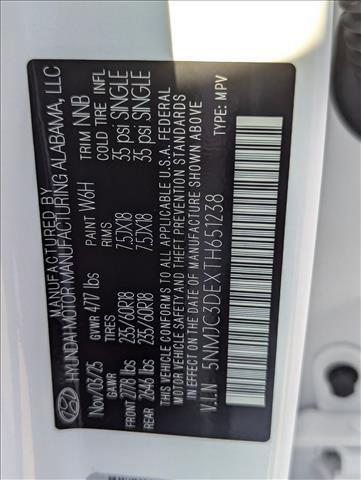 MANUFACTURED BY
HYUNDAI MOTOR MANUFACTURING ALABAMA, LLC
Nov/03/25 GVWR 4717 lbs PAINT W6H TRIM NNB
GAWR TIRES RIMS COLD TIRE INFL
FRONT 2778 lbs 235/60R18 7.5JX18 35 psi SINGLE
REAR 2646 lbs 235/60R18 7.5JX18 35 psi SINGLE
THIS VEHICLE CONFORMS TO
ALL APPLICABLE U.S.A. FEDERAL
MOTOR VEHICLE SAFETY, BUMPER, AND
THEFT PREVENTION STANDARDS
IN EFFECT ON THE DATE OF
MANUFACTURE SHOWN ABOVE.
V.I.N 5NMJC3DEXTH651238 TYPE: MPV